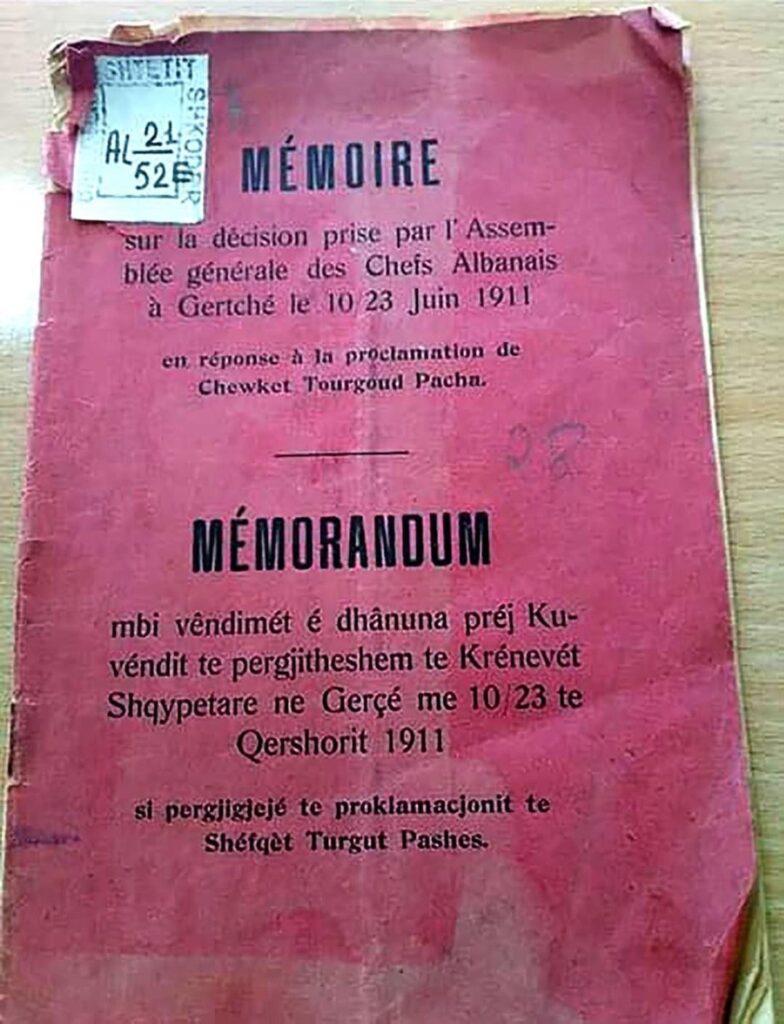 SHTETIT
SHKODER
AL 21
52E
MÉMOIRE
sur la décision prise par l'Assem-
blée générale des Chefs Albanais
à Gertché le 10 23 Juin 1911
en réponse à la proclamation de
Chewket Tourgoud Pacha.
28
MÉMORANDUM
mbi vêndimét é dhânuna préj Ku-
véndit te pergjitheshem te Krénevét
Shqypetare ne Gerçé me 10/23 te
Qershorit 1911
si pergjigjejé te proklamacjonit te
Shéfqèt Turgut Pashes.